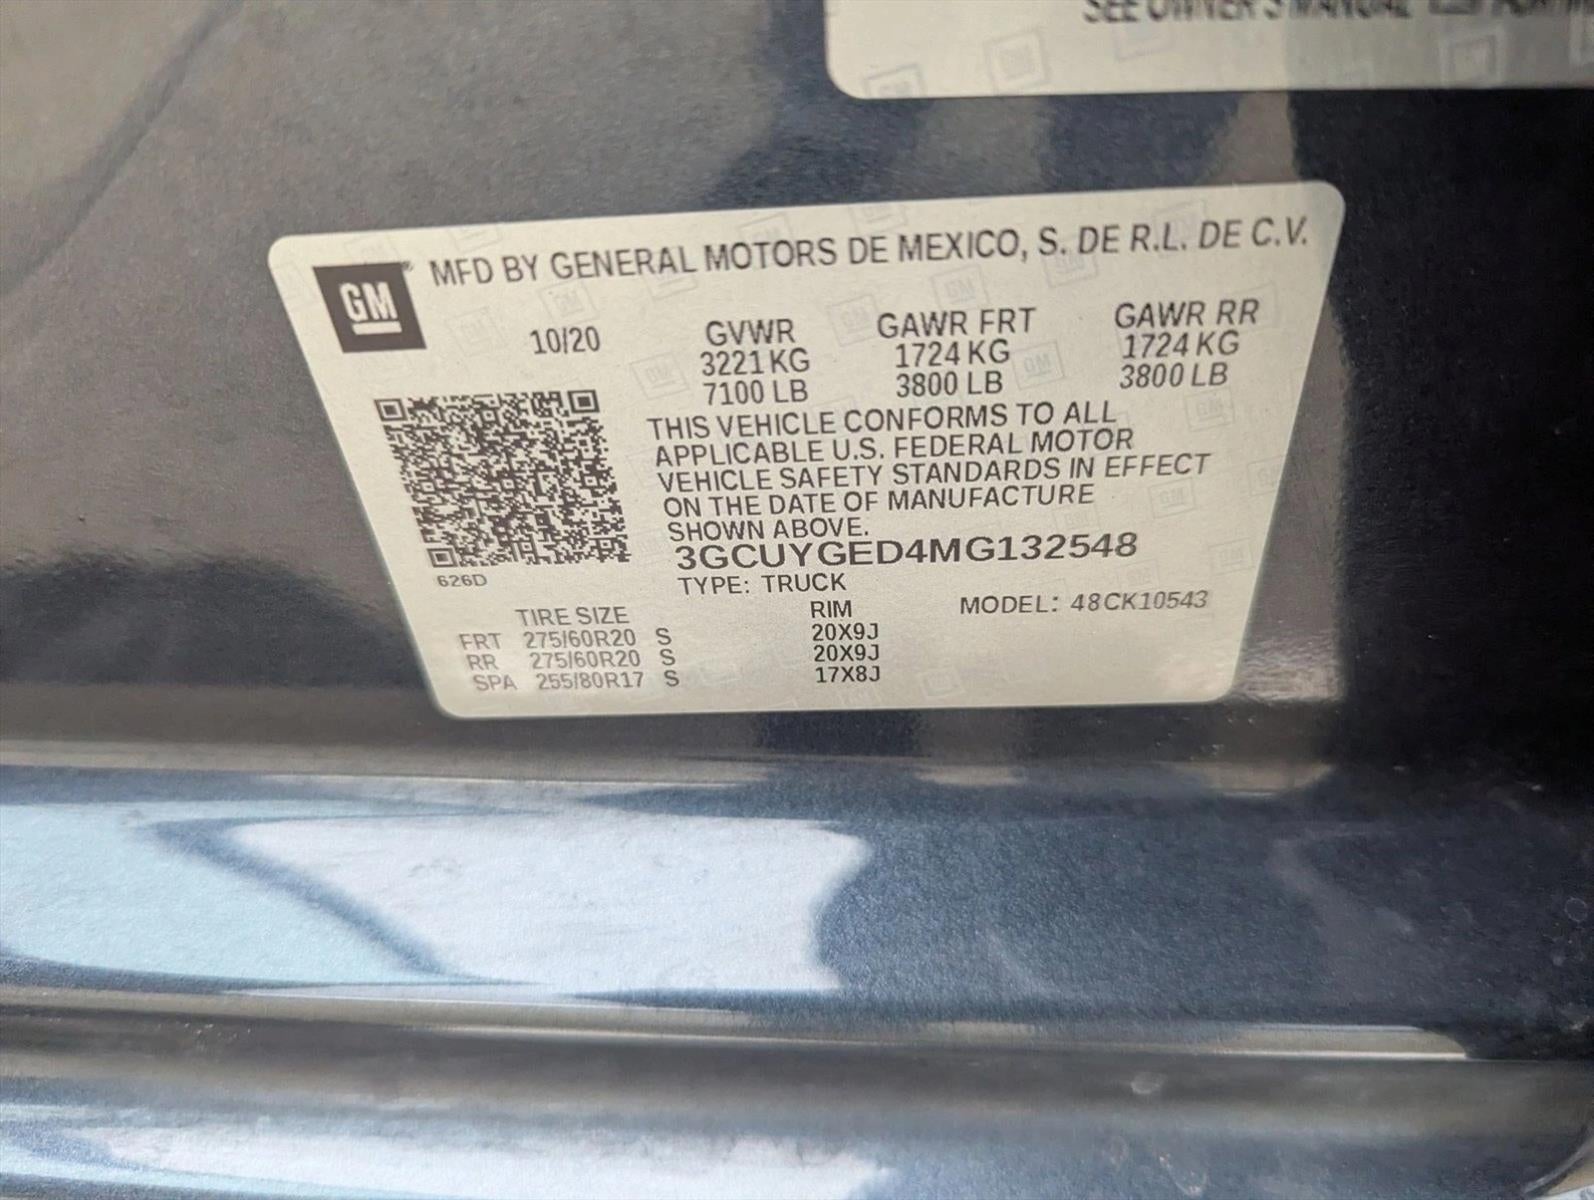 SEE OWNER'S MANUAL
GM® MFD BY GENERAL MOTORS DE MEXICO, S. DE R.L. DE C.V.
10/20 GVWR GAWR FRT GAWR RR
3221 KG 1724 KG 1724 KG
7100 LB 3800 LB 3800 LB
THIS VEHICLE CONFORMS TO ALL
APPLICABLE U.S. FEDERAL MOTOR
VEHICLE SAFETY STANDARDS IN EFFECT
ON THE DATE OF MANUFACTURE
SHOWN ABOVE.
3GCUYGED4MG132548
626D
TYPE: TRUCK
TIRE SIZE RIM MODEL: 48CK10543
FRT 275/60R20 S 20X9J
RR 275/60R20 S 20X9J
SPA 255/80R17 S 17X8J